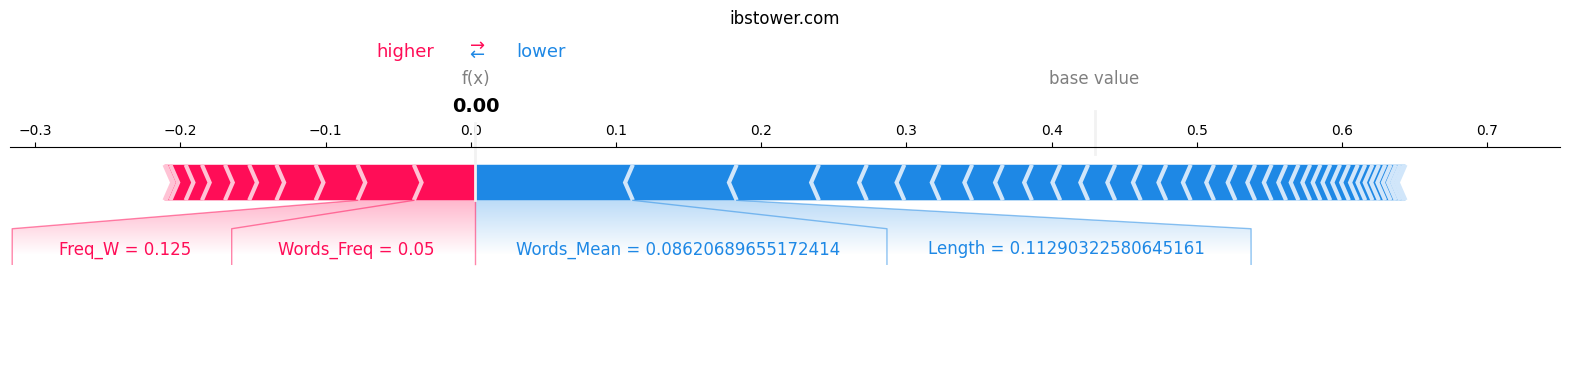 ibstower.com
higher → ← lower
f(x) base value
0.00
−0.3 −0.2 −0.1 0.0 0.1 0.2 0.3 0.4 0.5 0.6 0.7
Freq_W = 0.125 Words_Freq = 0.05 Words_Mean = 0.08620689655172414 Length = 0.11290322580645161